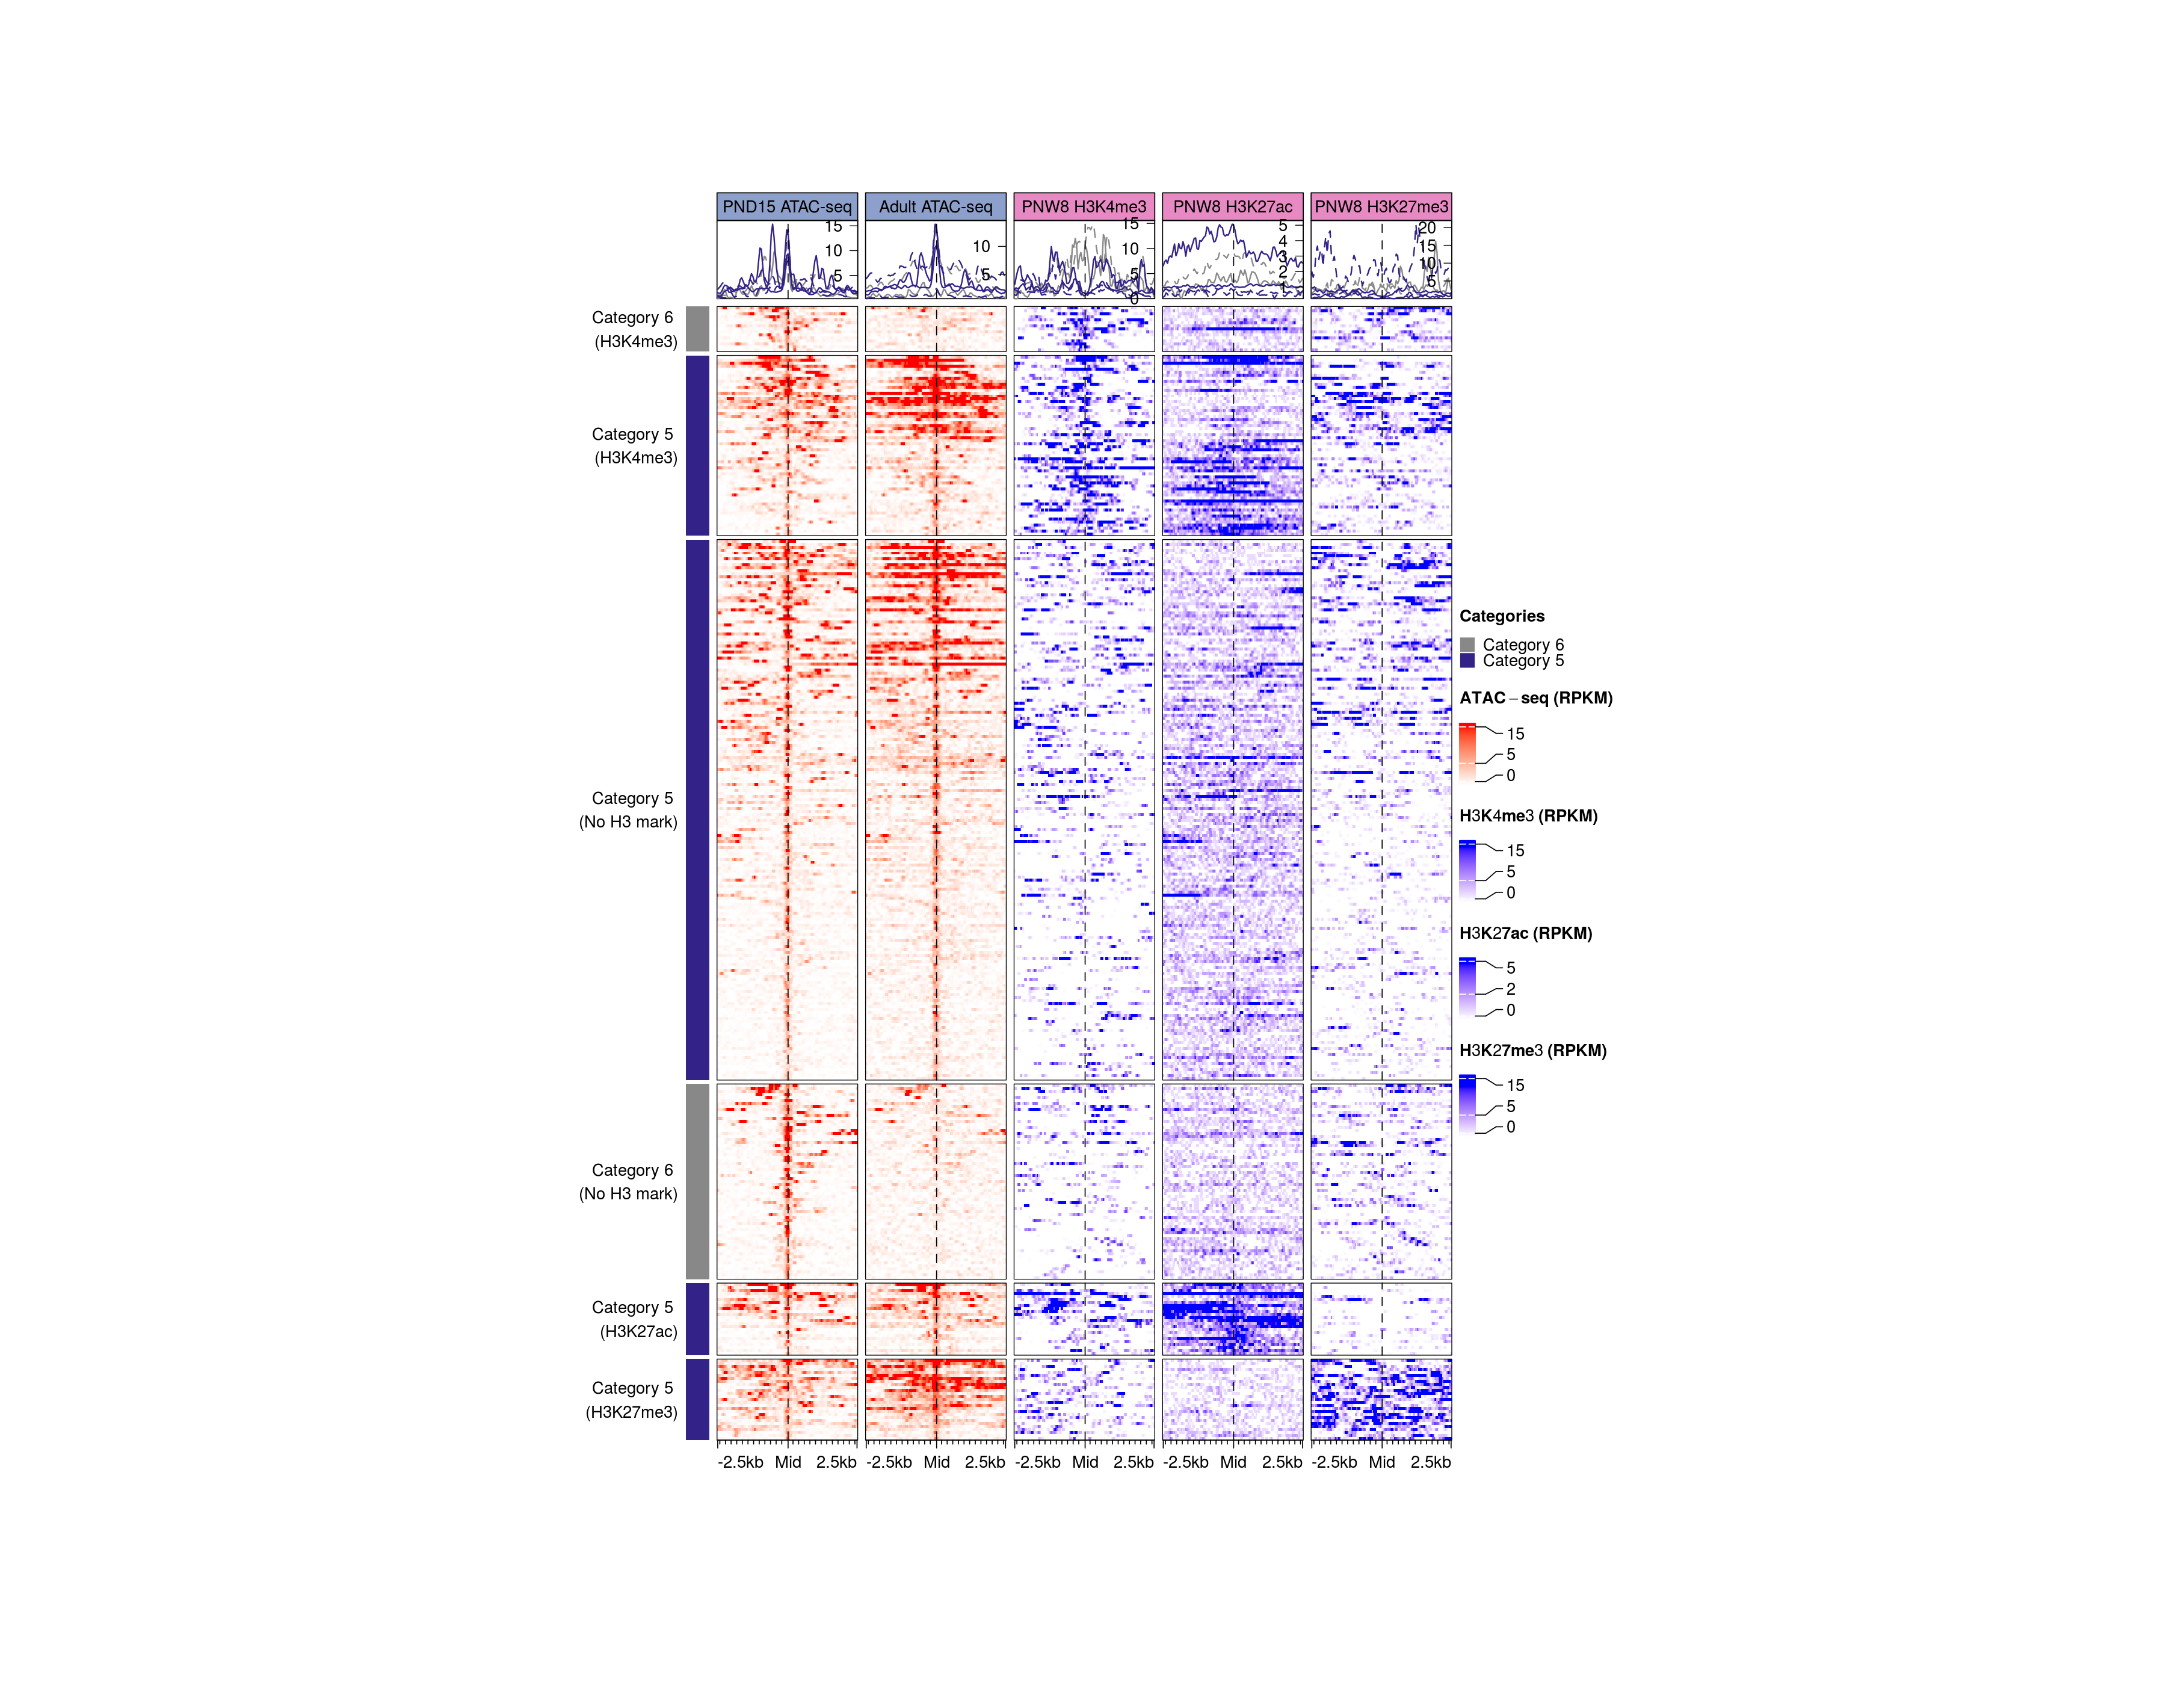 PND15 ATAC-seq
Adult ATAC-seq
PNW8 H3K4me3
PNW8 H3K27ac
PNW8 H3K27me3
15
10
5
10
5
15
10
5
0
5
4
3
2
1
20
15
10
5
Category 6
(H3K4me3)
Category 5
(H3K4me3)
Category 5
(No H3 mark)
Category 6
(No H3 mark)
Category 5
(H3K27ac)
Category 5
(H3K27me3)
-2.5kb Mid 2.5kb
-2.5kb Mid 2.5kb
-2.5kb Mid 2.5kb
-2.5kb Mid 2.5kb
-2.5kb Mid 2.5kb
Categories
Category 6
Category 5
ATAC−seq (RPKM)
15
5
0
H3K4me3 (RPKM)
15
5
0
H3K27ac (RPKM)
5
2
0
H3K27me3 (RPKM)
15
5
0